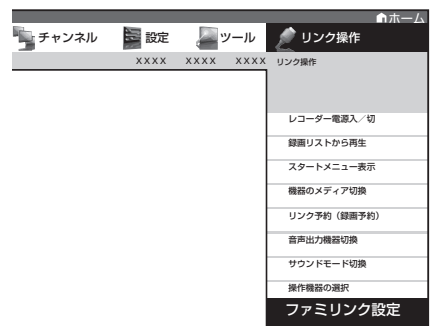 ホーム
チャンネル 設定 ツール リンク操作
xxxx xxxx xxxx リンク操作
レコーダー電源入／切
録画リストから再生
スタートメニュー表示
機器のメディア切換
リンク予約（録画予約）
音声出力機器切換
サウンドモード切換
操作機器の選択
ファミリンク設定